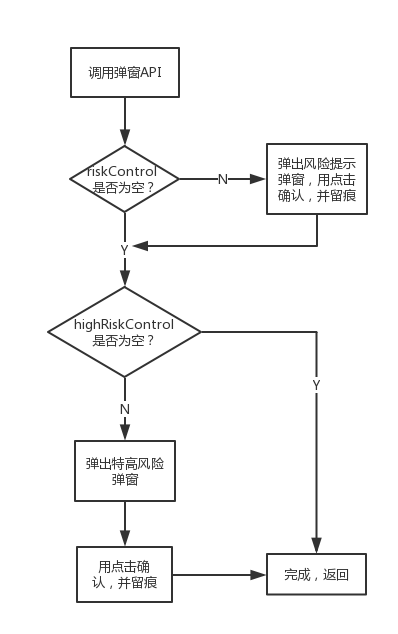 调用弹窗API
riskControl
是否为空？
N
弹出风险提示
弹窗，用点击
确认，并留痕
Y
highRiskControl
是否为空？
Y
N
弹出特高风险
弹窗
用点击确
认，并留痕
完成，返回